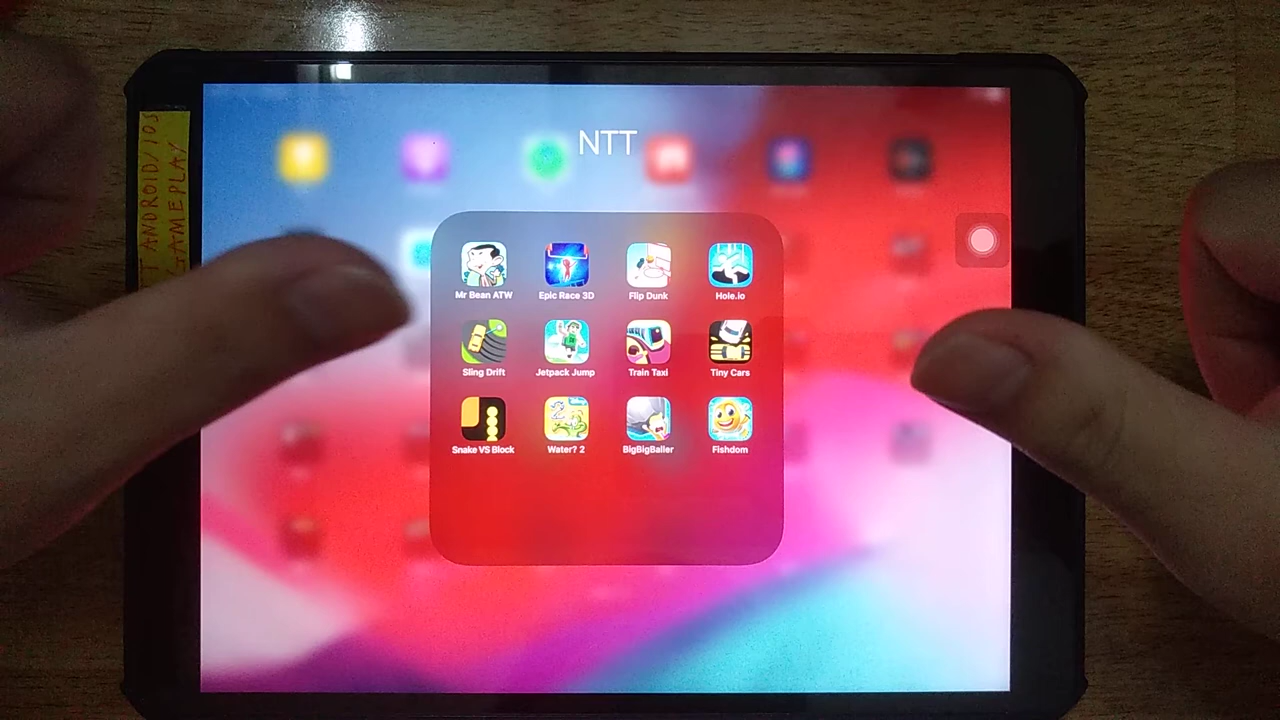 NTT
ANDROID/IOS
GAMEPLAY
Mr Bean ATW
Epic Race 3D
Flip Dunk
Hole.io
Sling Drift
Jetpack Jump
Train Taxi
Tiny Cars
Snake VS Block
Water? 2
BigBigBaller
Fishdom